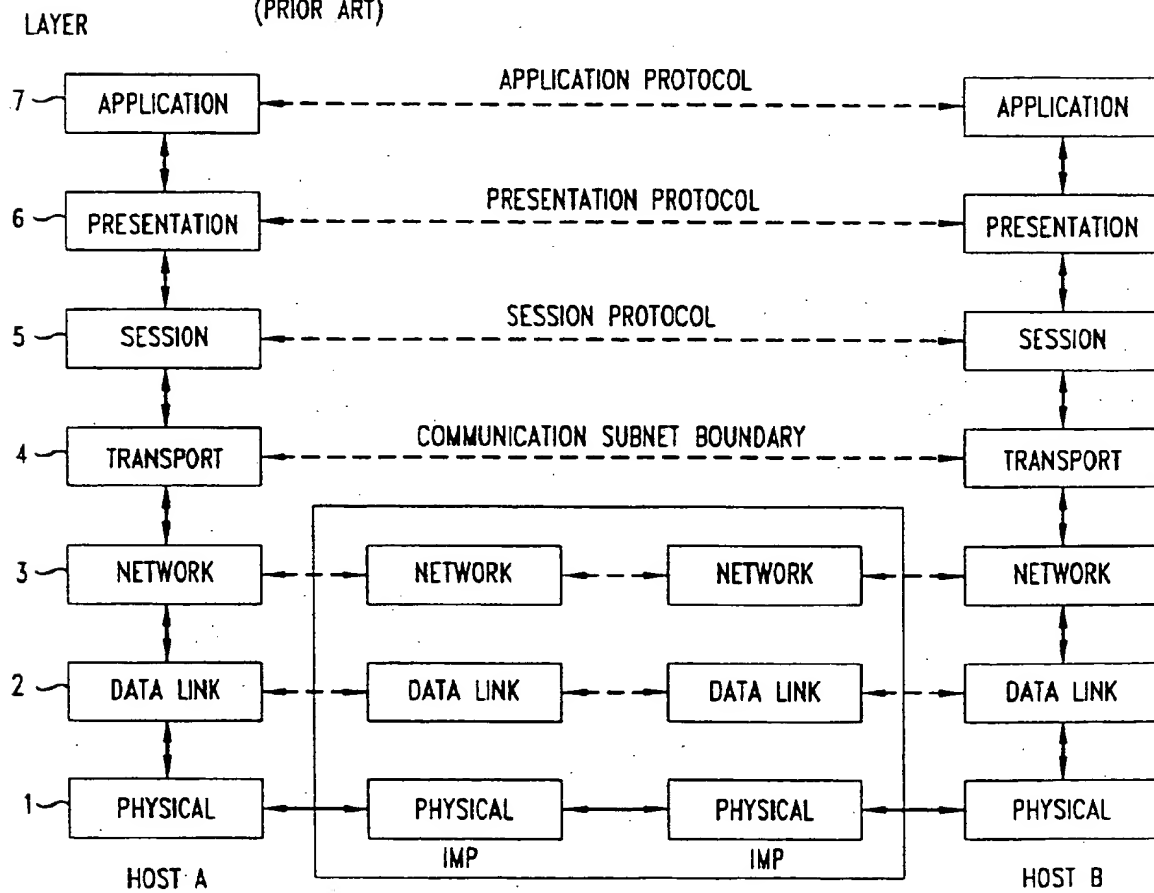 (PRIOR ART)
LAYER
7 APPLICATION APPLICATION PROTOCOL APPLICATION
6 PRESENTATION PRESENTATION PROTOCOL PRESENTATION
5 SESSION SESSION PROTOCOL SESSION
4 TRANSPORT COMMUNICATION SUBNET BOUNDARY TRANSPORT
3 NETWORK NETWORK NETWORK NETWORK
2 DATA LINK DATA LINK DATA LINK DATA LINK
1 PHYSICAL PHYSICAL PHYSICAL PHYSICAL
IMP IMP
HOST A HOST B